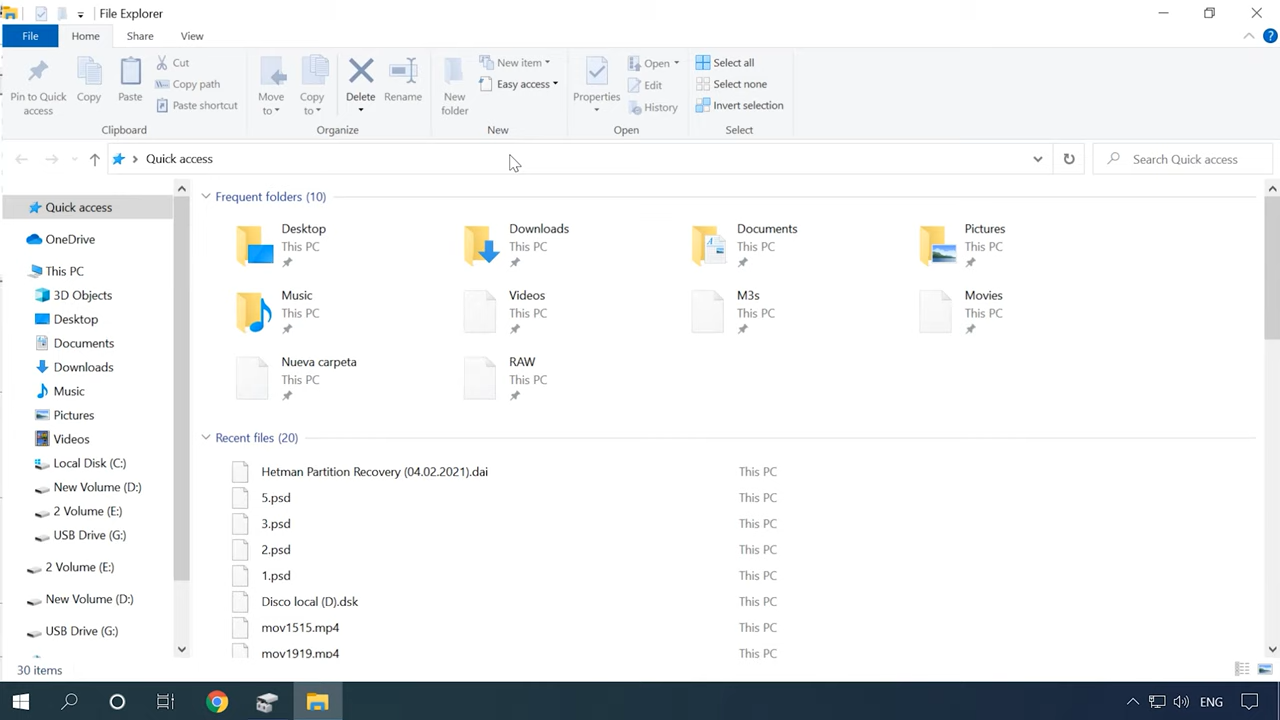 File Explorer
File Home Share View
Pin to Quick access
Copy
Paste
Cut
Copy path
Paste shortcut
Clipboard
Move to
Copy to
Delete
Rename
Organize
New folder
New item
Easy access
New
Properties
Open
Edit
History
Open
Select all
Select none
Invert selection
Select
Quick access
Search Quick access
Quick access
OneDrive
This PC
3D Objects
Desktop
Documents
Downloads
Music
Pictures
Videos
Local Disk (C:)
New Volume (D:)
2 Volume (E:)
USB Drive (G:)
2 Volume (E:)
New Volume (D:)
USB Drive (G:)
Frequent folders (10)
Desktop
This PC
Downloads
This PC
Documents
This PC
Pictures
This PC
Music
This PC
Videos
This PC
M3s
This PC
Movies
This PC
Nueva carpeta
This PC
RAW
This PC
Recent files (20)
Hetman Partition Recovery (04.02.2021).dai This PC
5.psd This PC
3.psd This PC
2.psd This PC
1.psd This PC
Disco local (D).dsk This PC
mov1515.mp4 This PC
mov1919.mp4 This PC
30 items
ENG